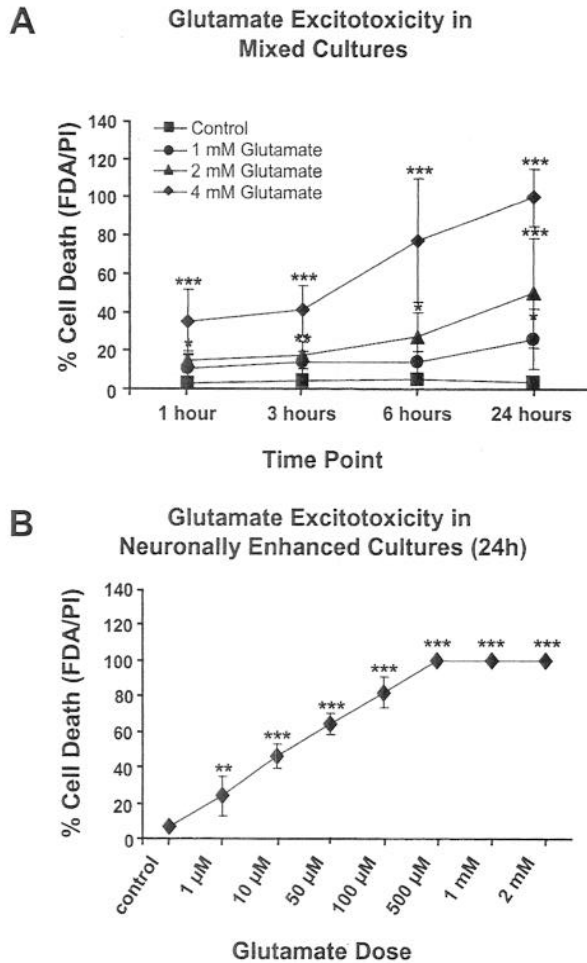 A
Glutamate Excitotoxicity in
Mixed Cultures
% Cell Death (FDA/PI)
140
120
100
80
60
40
20
0
Control
1 mM Glutamate
2 mM Glutamate
4 mM Glutamate
*** *** *** ***
***
* ** * *
1 hour 3 hours 6 hours 24 hours
Time Point
B
Glutamate Excitotoxicity in
Neuronally Enhanced Cultures (24h)
% Cell Death (FDA/PI)
140
120
100
80
60
40
20
0
** *** *** *** *** *** ***
control 1 µM 10 µM 50 µM 100 µM 500 µM 1 mM 2 mM
Glutamate Dose